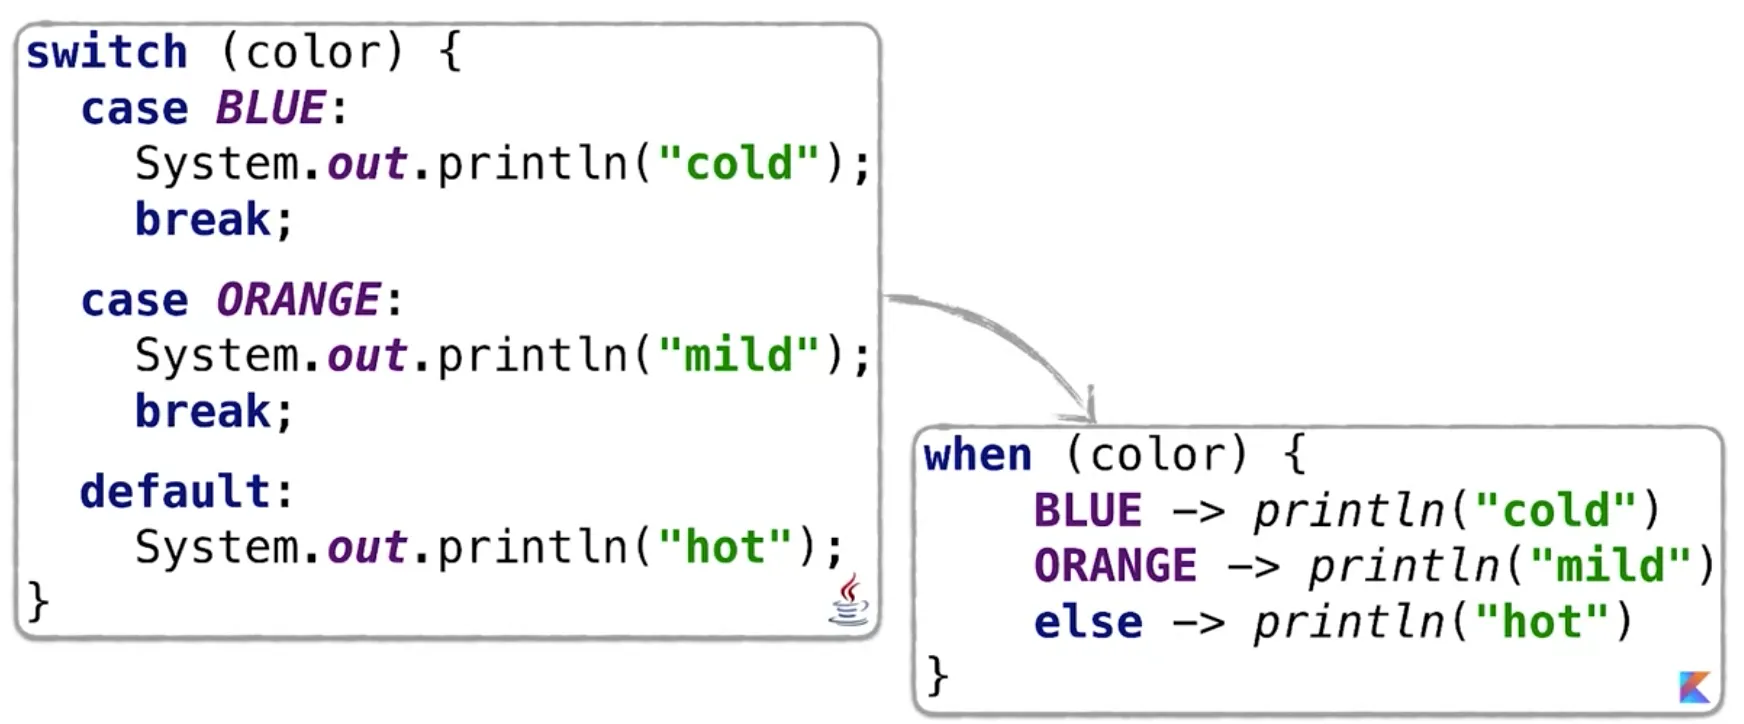 switch (color) {
case BLUE:
System.out.println("cold");
break;
case ORANGE:
System.out.println("mild");
break;
default:
System.out.println("hot");
}
when (color) {
BLUE -> println("cold")
ORANGE -> println("mild")
else -> println("hot")
}